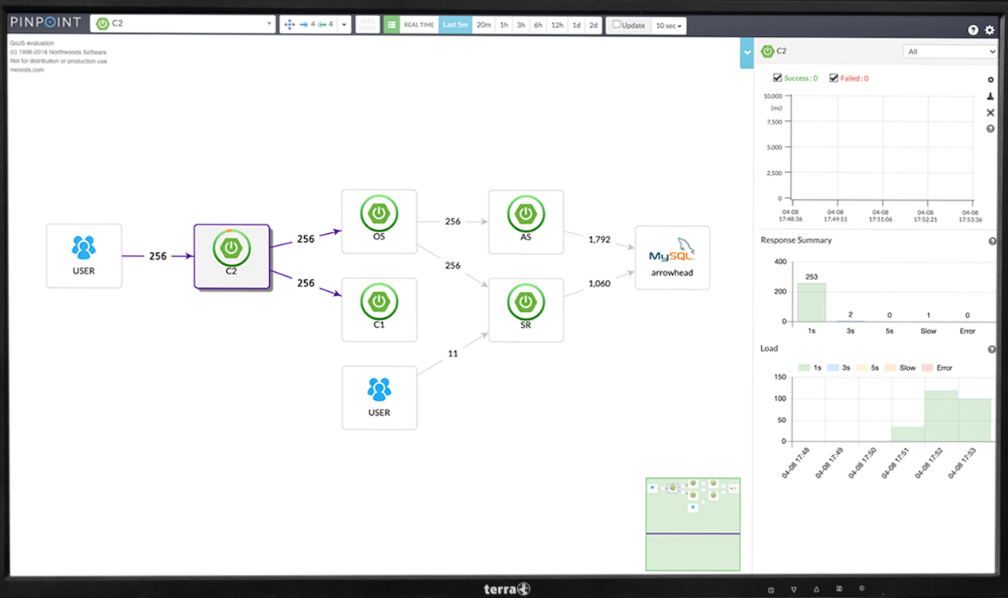 PINPOINT
C2
4
4
REAL TIME
Last 5m
20m
1h
3h
6h
12h
1d
2d
Update
10 sec
GoJS evaluation
(c) 1998-2016 Northwoods Software
Not for distribution or production use
nwoods.com
USER
256
C2
256
256
OS
C1
256
256
AS
SR
11
USER
1,792
1,060
MySQL
arrowhead
C2
All
Success : 0
Failed : 0
10,000
(ms)
7,500
5,000
2,500
0
04-08 04-08 04-08 04-08 04-08
17:48:36 17:49:51 17:51:06 17:52:21 17:53:36
Response Summary
400
200
0
253
2
0
1
0
1s 3s 5s Slow Error
Load
1s 3s 5s Slow Error
150
100
50
0
04-08 17:48
04-08 17:49
04-08 17:50
04-08 17:51
04-08 17:52
04-08 17:53
terra